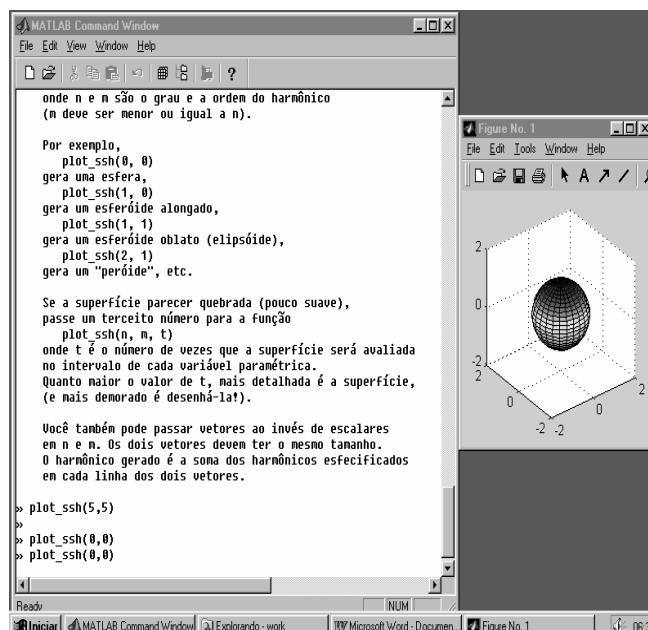 MATLAB Command Window
File Edit View Window Help
?
onde n e m são o grau e a ordem do harmônico
(m deve ser menor ou igual a n).
Por exemplo,
plot_ssh(0, 0)
gera uma esfera,
plot_ssh(1, 0)
gera um esferóide alongado,
plot_ssh(1, 1)
gera um esferóide oblato (elipsóide),
plot_ssh(2, 1)
gera um "peróide", etc.
Se a superfície parecer quebrada (pouco suave),
passe um terceito número para a função
plot_ssh(n, m, t)
onde t é o número de vezes que a superfície será avaliada
no intervalo de cada variável paramétrica.
Quanto maior o valor de t, mais detalhada é a superfície,
(e mais demorado é desenhá-la!).
Você também pode passar vetores ao invés de escalares
em n e m. Os dois vetores devem ter o mesmo tamanho.
O harmônico gerado é a soma dos harmônicos esfecificados
em cada linha dos dois vetores.
» plot_ssh(5,5)
»
» plot_ssh(0,0)
» plot_ssh(0,0)
Ready NUM
Figure No. 1
File Edit Tools Window Help
A
2
0
-2
2
0
-2
-2
0
2
Iniciar MATLAB Command Window Explorando - work Microsoft Word - Documen... Figure No. 1